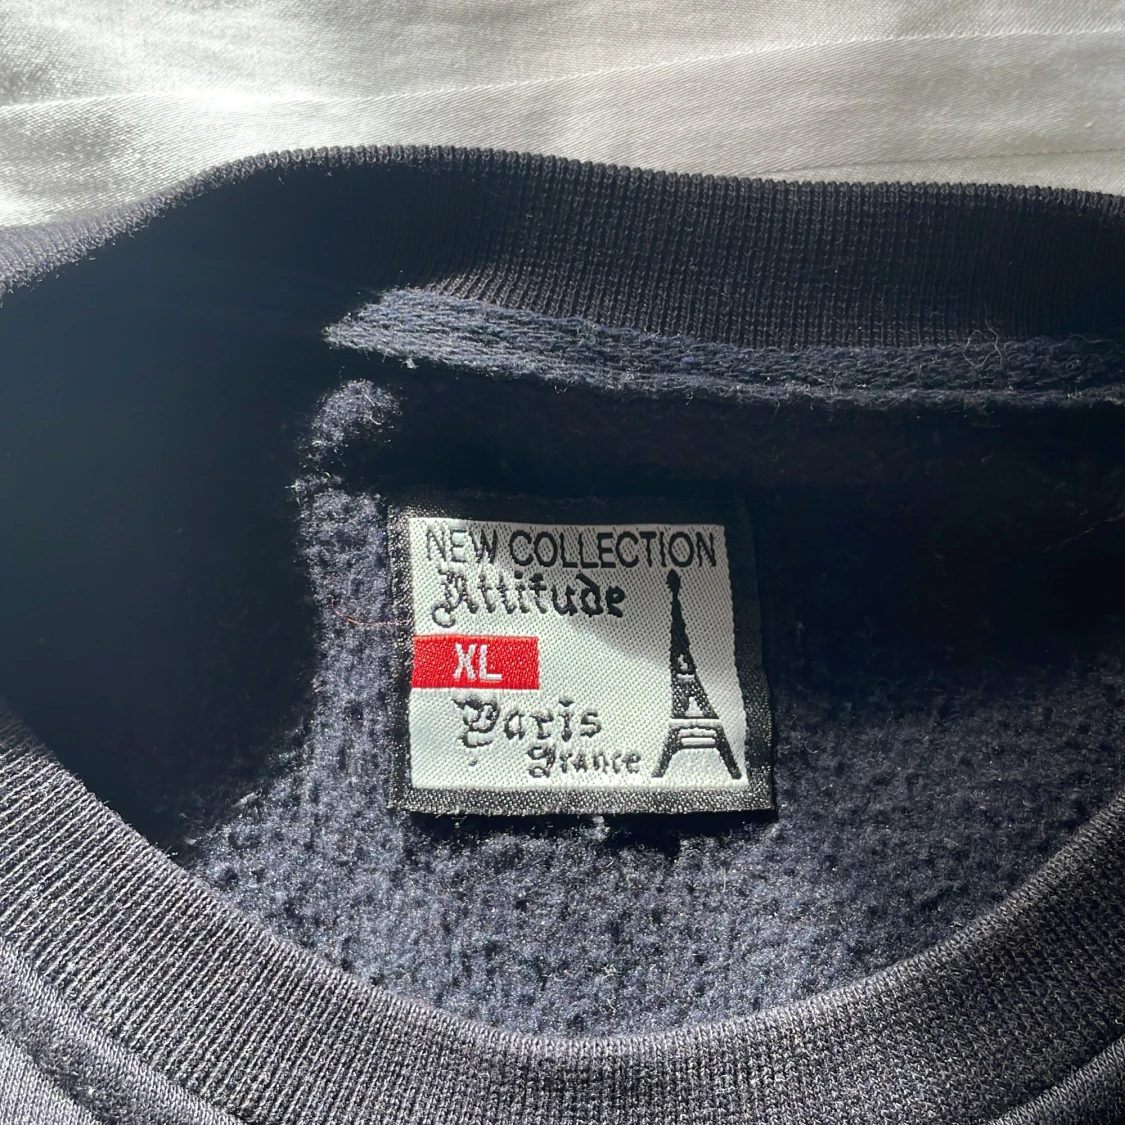 NEW COLLECTION
Attitude
XL
Paris
France